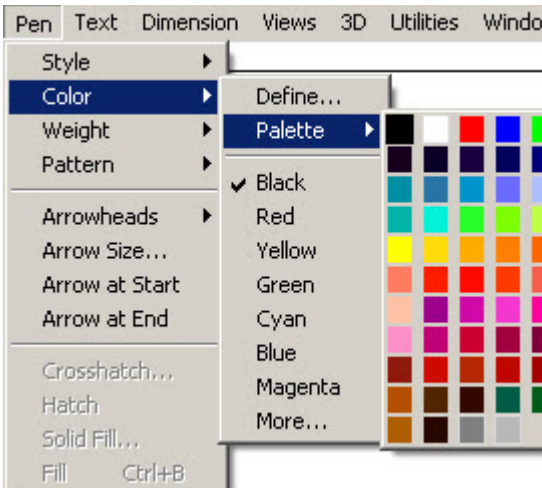 Pen Text Dimension Views 3D Utilities Windo
Style
Color
Weight
Pattern
Arrowheads
Arrow Size...
Arrow at Start
Arrow at End
Crosshatch...
Hatch
Solid Fill...
Fill Ctrl+B
Define...
Palette
Black
Red
Yellow
Green
Cyan
Blue
Magenta
More...